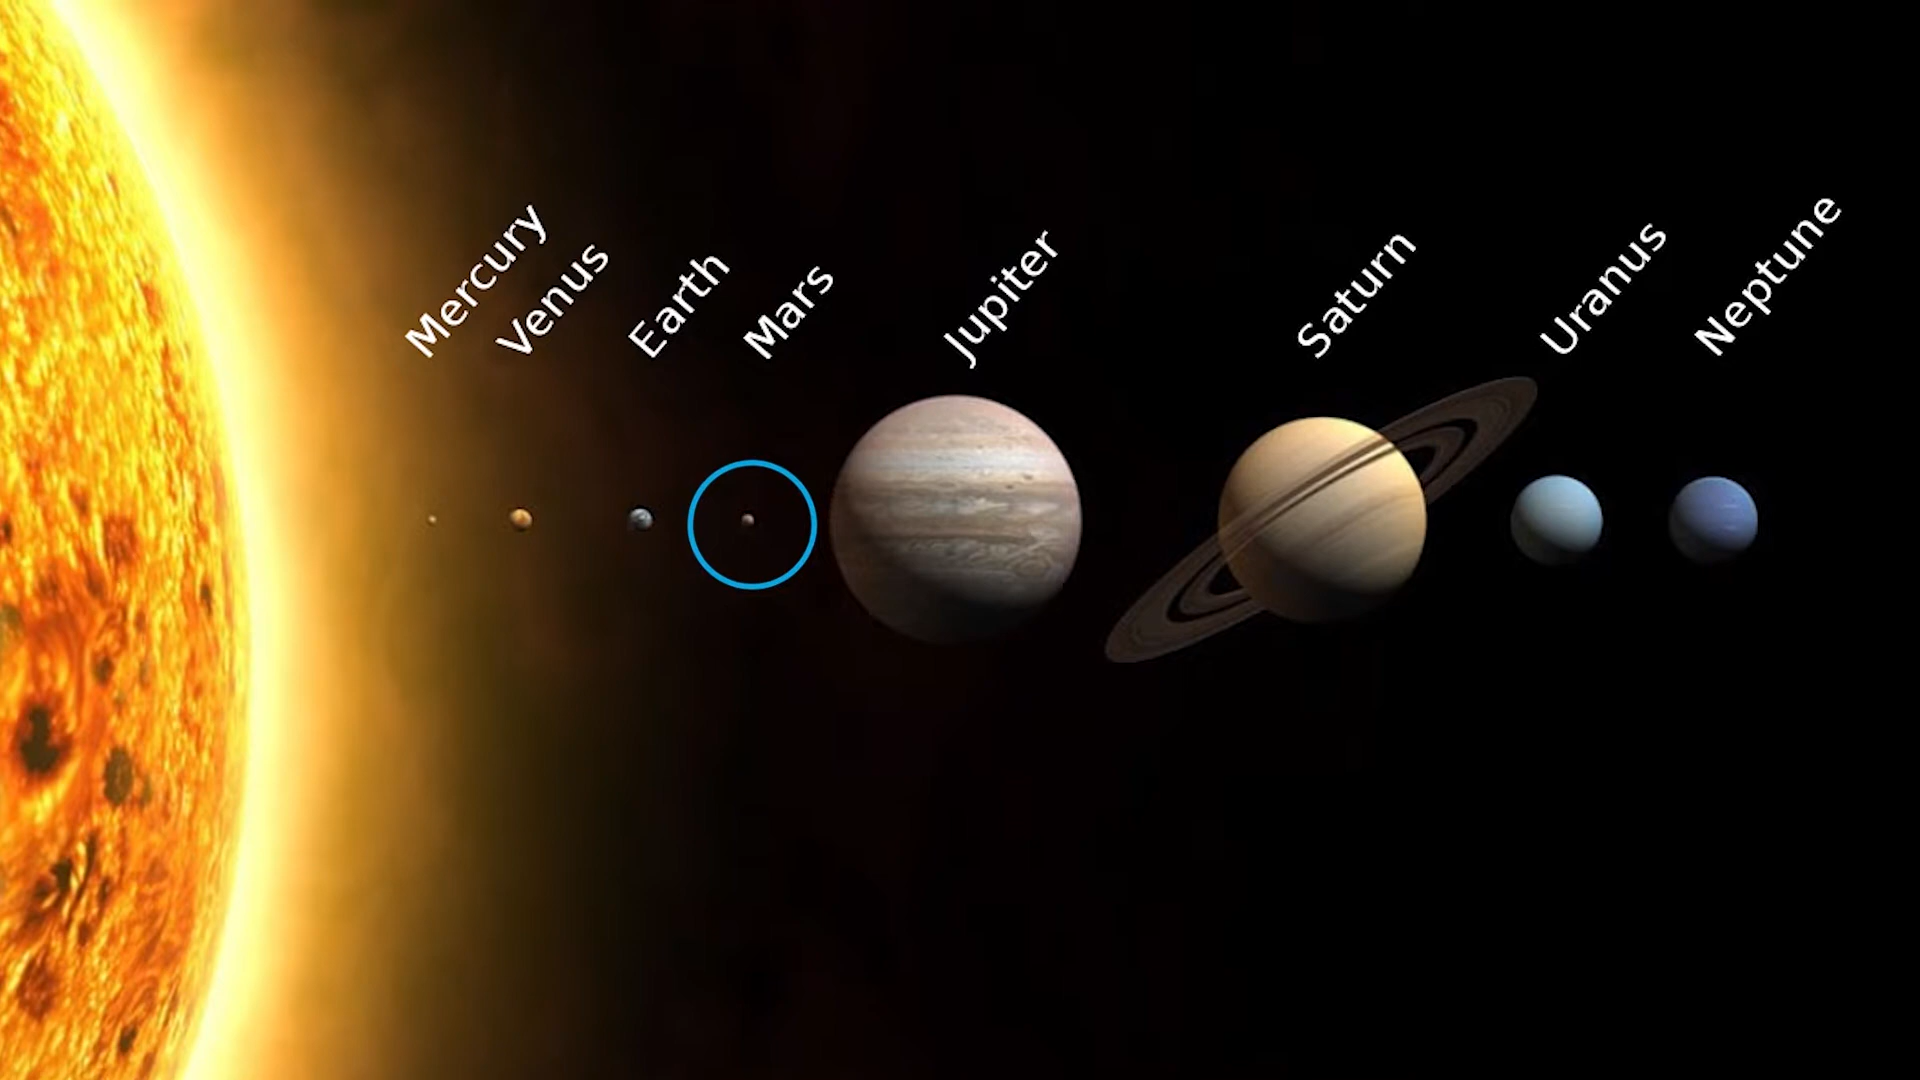 Mercury
Venus
Earth
Mars
Jupiter
Saturn
Uranus
Neptune